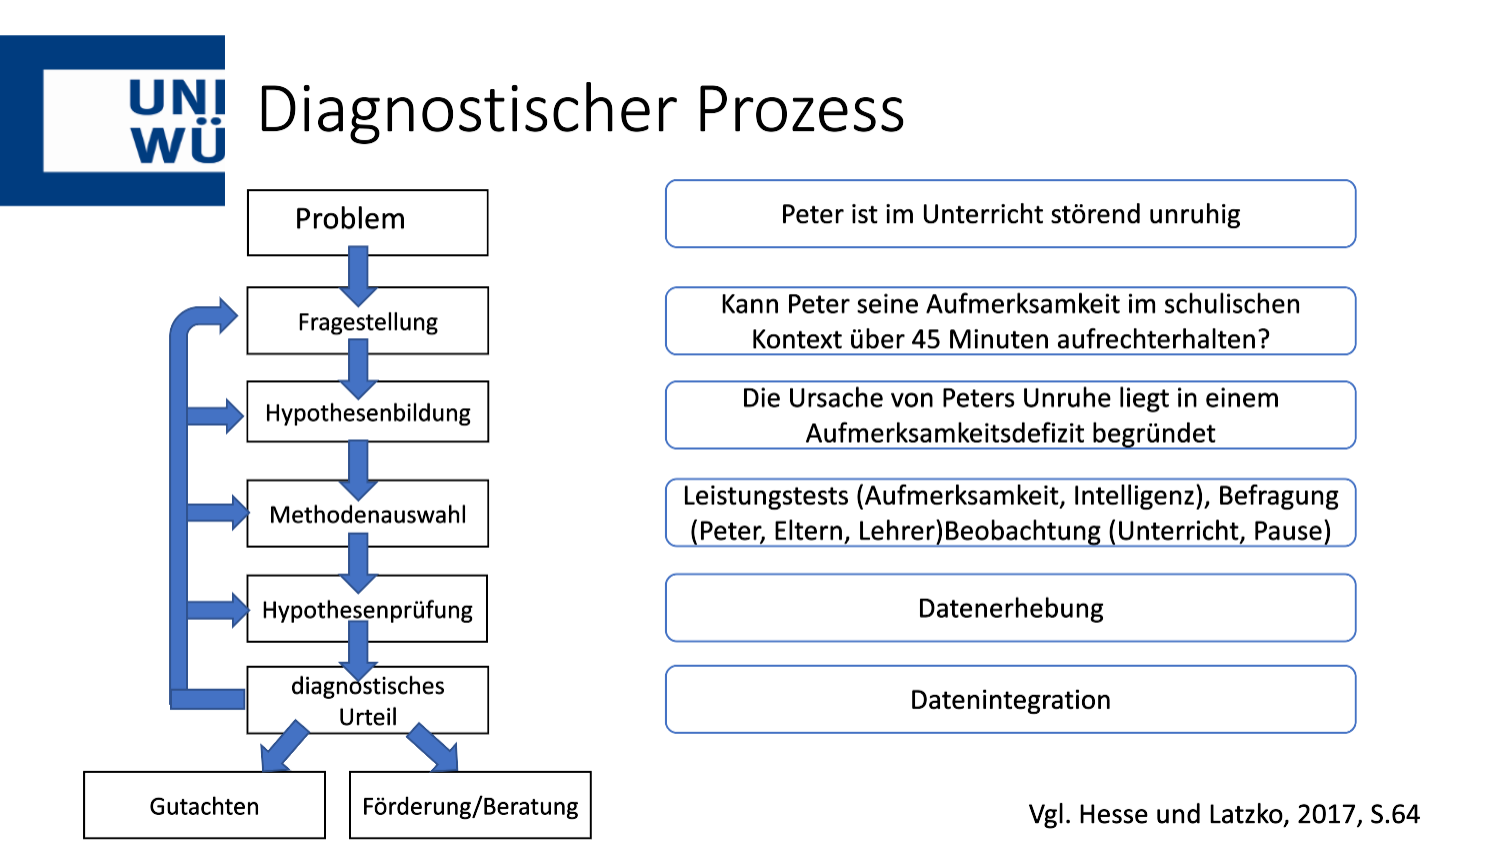 UNI
WÜ
Diagnostischer Prozess
Problem
Peter ist im Unterricht störend unruhig
Fragestellung
Kann Peter seine Aufmerksamkeit im schulischen
Kontext über 45 Minuten aufrechterhalten?
Hypothesenbildung
Die Ursache von Peters Unruhe liegt in einem
Aufmerksamkeitsdefizit begründet
Methodenauswahl
Leistungstests (Aufmerksamkeit, Intelligenz), Befragung
(Peter, Eltern, Lehrer)Beobachtung (Unterricht, Pause)
Hypothesenprüfung
Datenerhebung
diagnostisches
Urteil
Datenintegration
Gutachten
Förderung/Beratung
Vgl. Hesse und Latzko, 2017, S.64